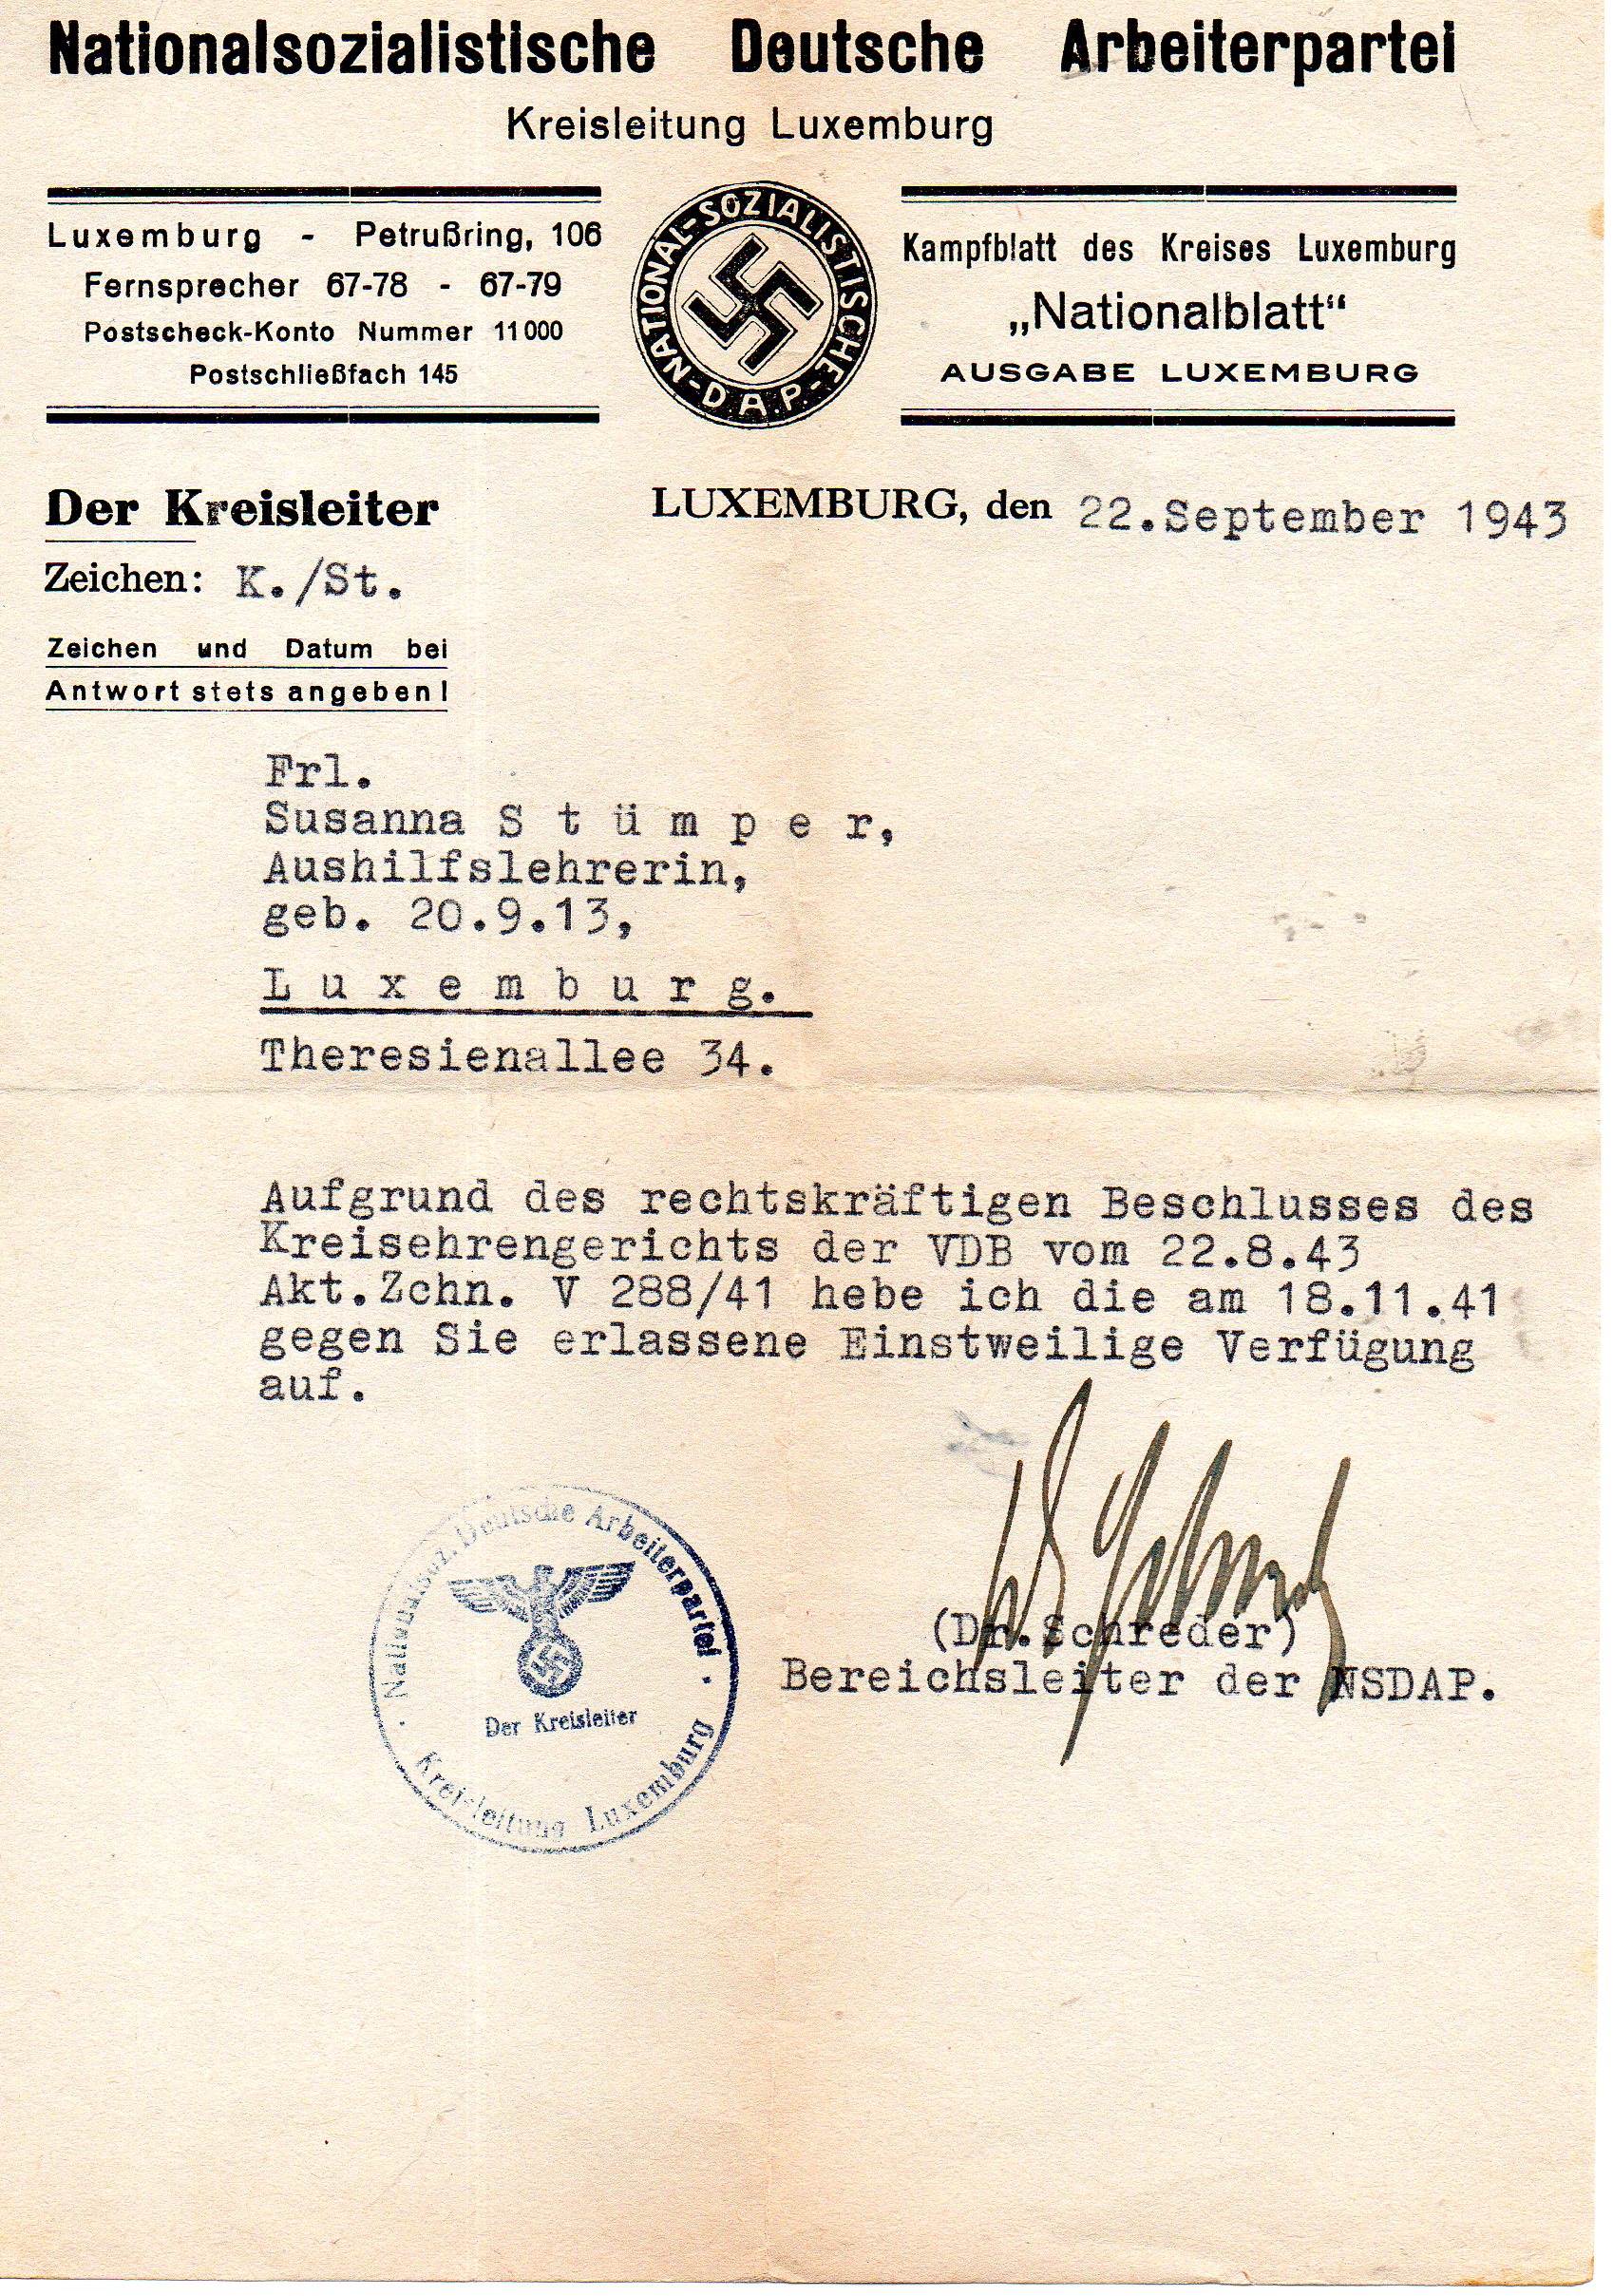 Nationalsozialistische Deutsche Arbeiterpartei
Kreisleitung Luxemburg
Luxemburg - Petrußring, 106
Fernsprecher 67-78 - 67-79
Postscheck-Konto Nummer 11000
Postschließfach 145
NATIONAL-SOZIALISTISCHE-D.A.P.-
Kampfblatt des Kreises Luxemburg
„Nationalblatt“
AUSGABE LUXEMBURG
Der Kreisleiter
LUXEMBURG, den 22.September 1943
Zeichen: K./St.
Zeichen und Datum bei
Antwort stets angeben!
Frl.
Susanna S t ü m p e r,
Aushilfslehrerin,
geb. 20.9.13,
L u x e m b u r g.
Theresienallee 34.
Aufgrund des rechtskräftigen Beschlusses des
Kreisehrengerichts der VDB vom 22.8.43
Akt.Zchn. V 288/41 hebe ich die am 18.11.41
gegen Sie erlassene Einstweilige Verfügung
auf.
(Dr.Schreder)
Bereichsleiter der NSDAP.
Nationalsoz. Deutsche Arbeiterpartei
Der Kreisleiter
Kreisleitung Luxemburg